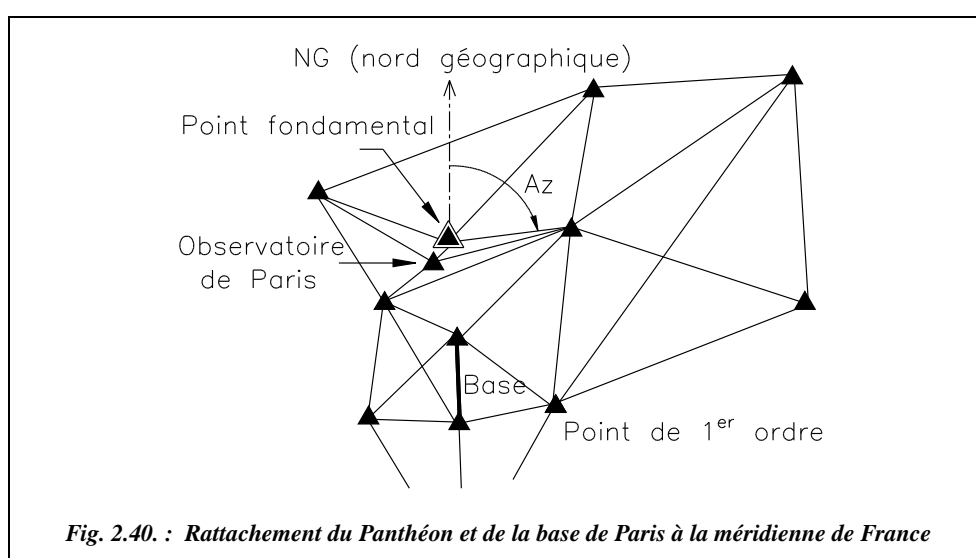 NG (nord géographique)
Point fondamental
Az
Observatoire
de Paris
Base
Point de 1er ordre
Fig. 2.40. : Rattachement du Panthéon et de la base de Paris à la méridienne de France